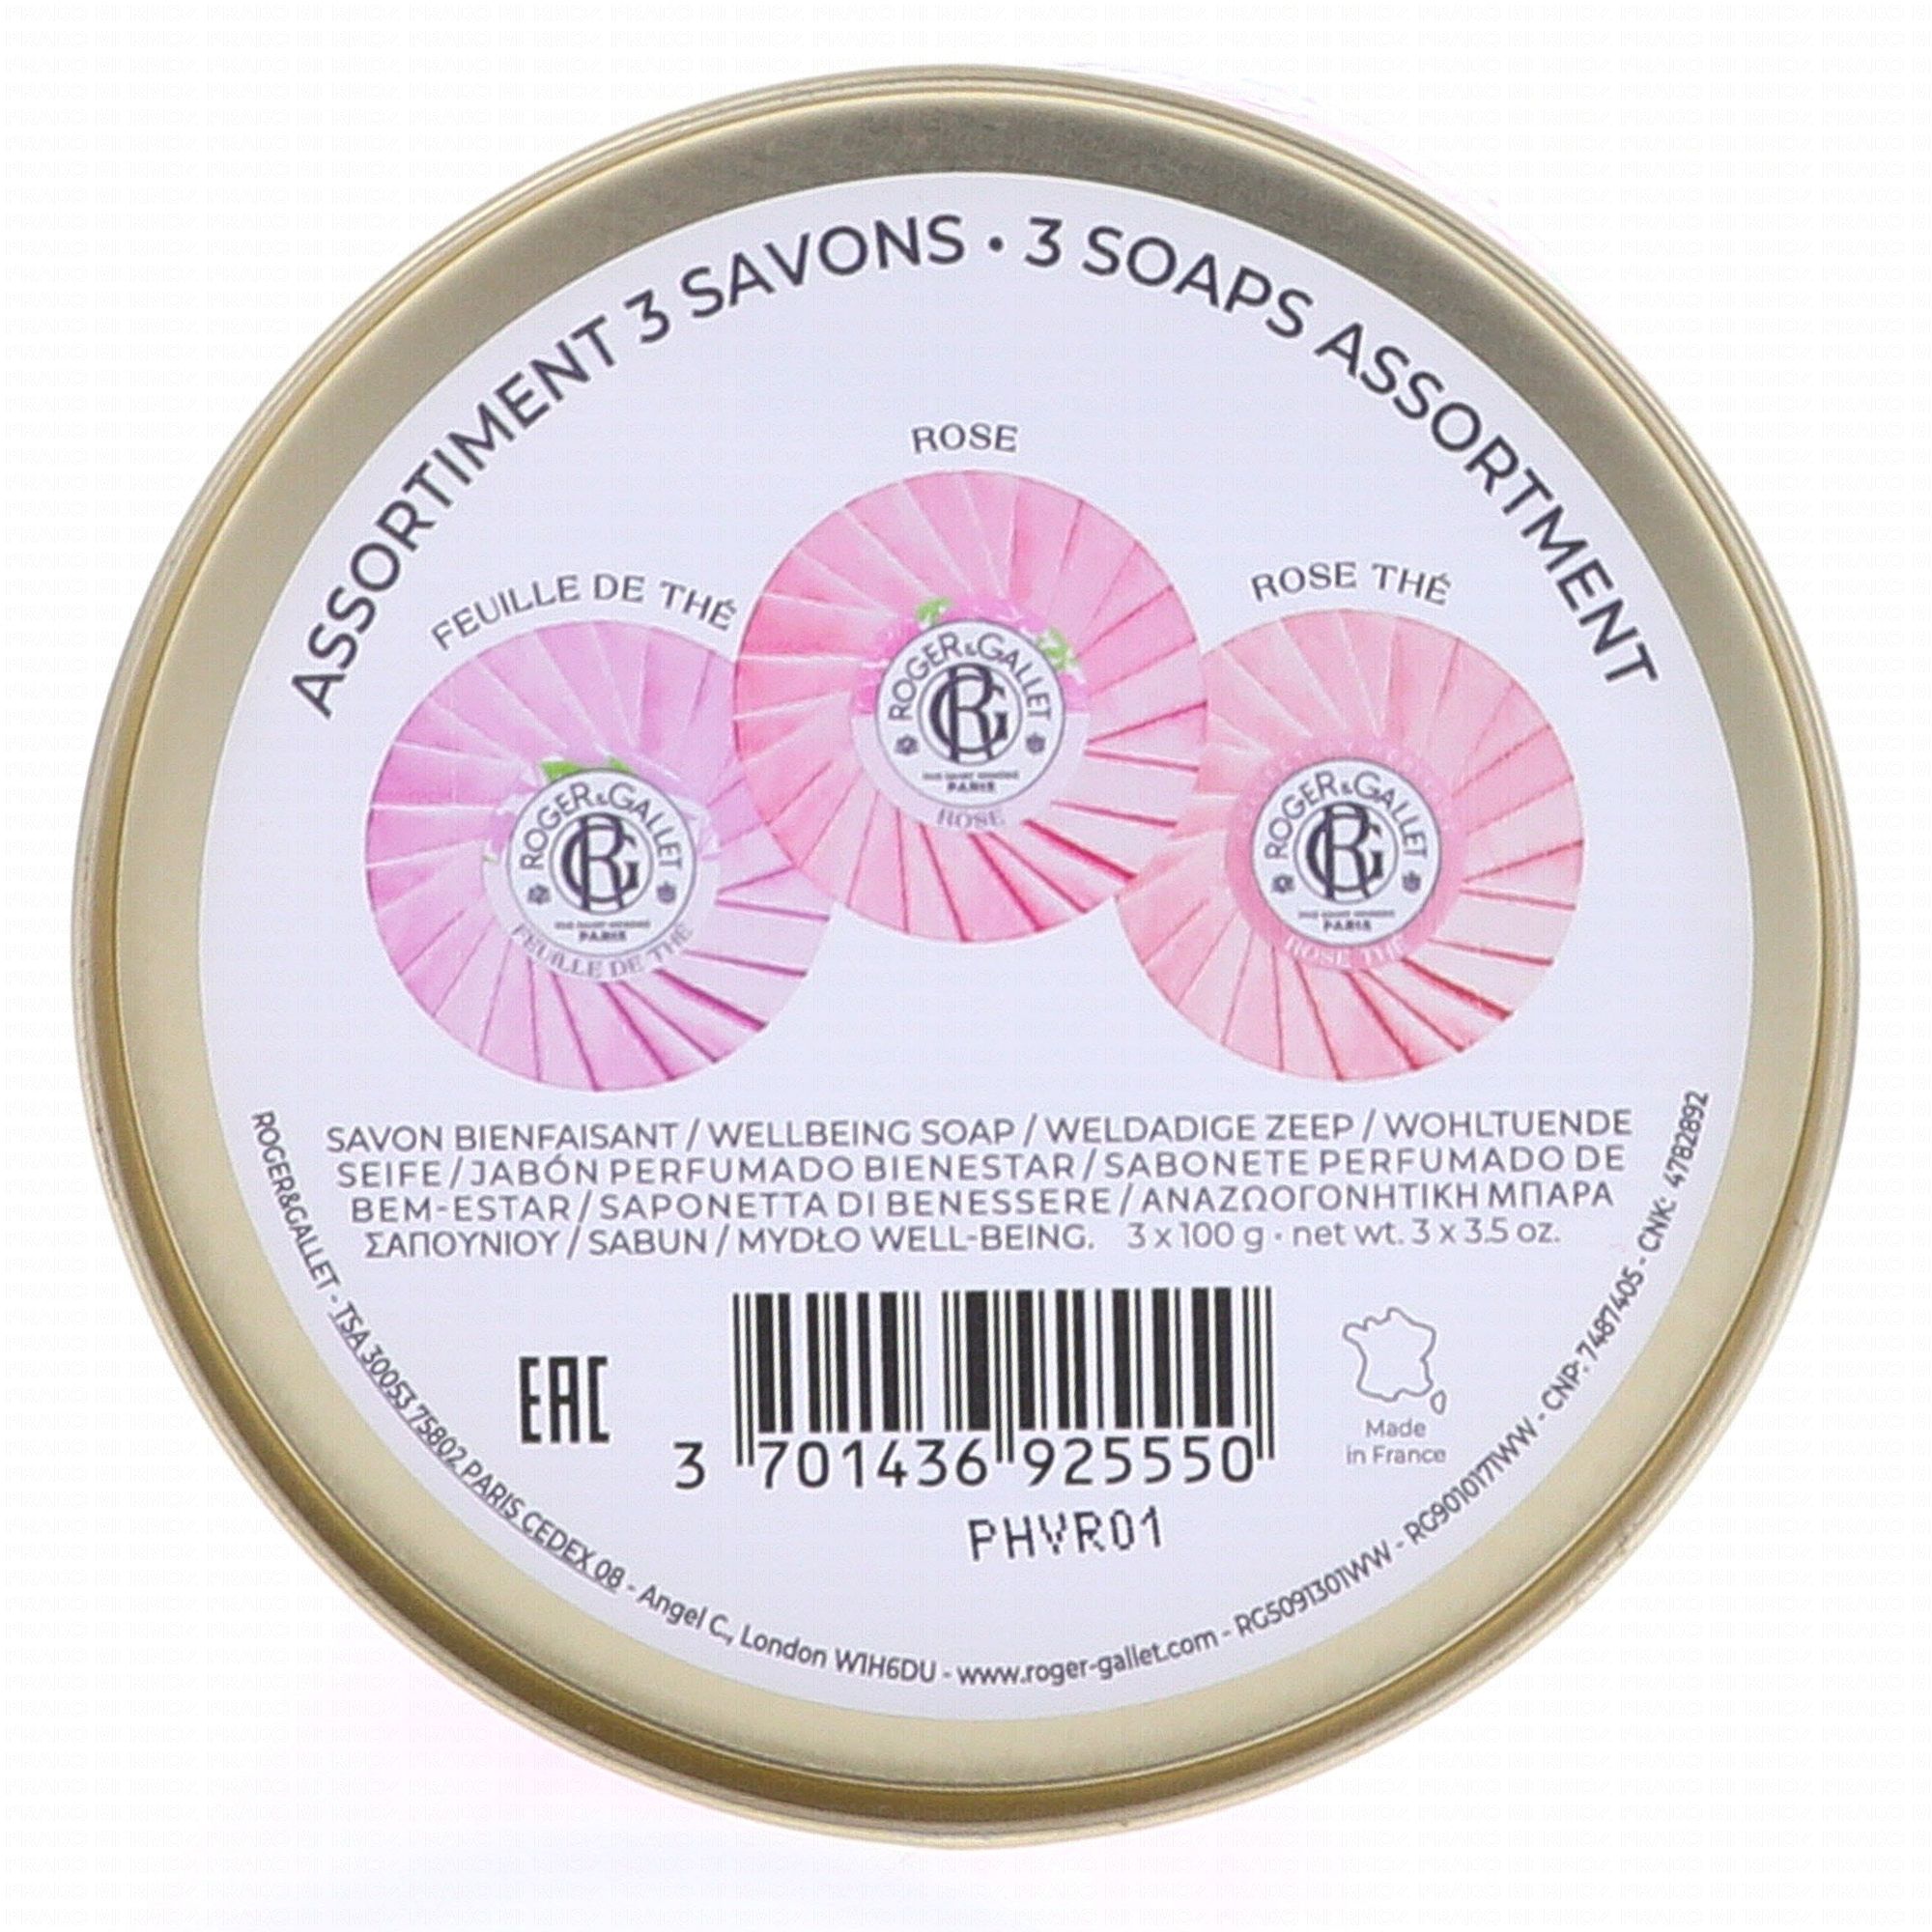 ASSORTIMENT 3 SAVONS • 3 SOAPS ASSORTMENT
ROSE
FEUILLE DE THÉ
ROSE THÉ
ROGER & GALLET
RG
PARIS
ROSE
ROGER & GALLET
RG
PARIS
FEUILLE DE THÉ
ROGER & GALLET
RG
PARIS
ROSE THÉ
SAVON BIENFAISANT / WELLBEING SOAP / WELDADIGE ZEEP / WOHLTUENDE
SEIFE / JABÓN PERFUMADO BIENESTAR / SABONETE PERFUMADO DE
BEM-ESTAR / SAPONETTA DI BENESSERE / ΑΝΑΖΩΟΓΟΝΗΤΙΚΗ ΜΠΑΡΑ
ΣΑΠΟΥΝΙΟΥ / SABUN / MYDŁO WELL-BEING. 3 x 100 g • net wt. 3 x 3.5 oz.
EAC
3 701436 925550
Made
in France
PHVR01
ROGER&GALLET - TSA 30053 75802 PARIS CEDEX 08 - Angel C., London W1H6DU - www.roger-gallet.com - RG5091301WW - RG9010171WW - CNP: 7487405 - CNK: 4782892